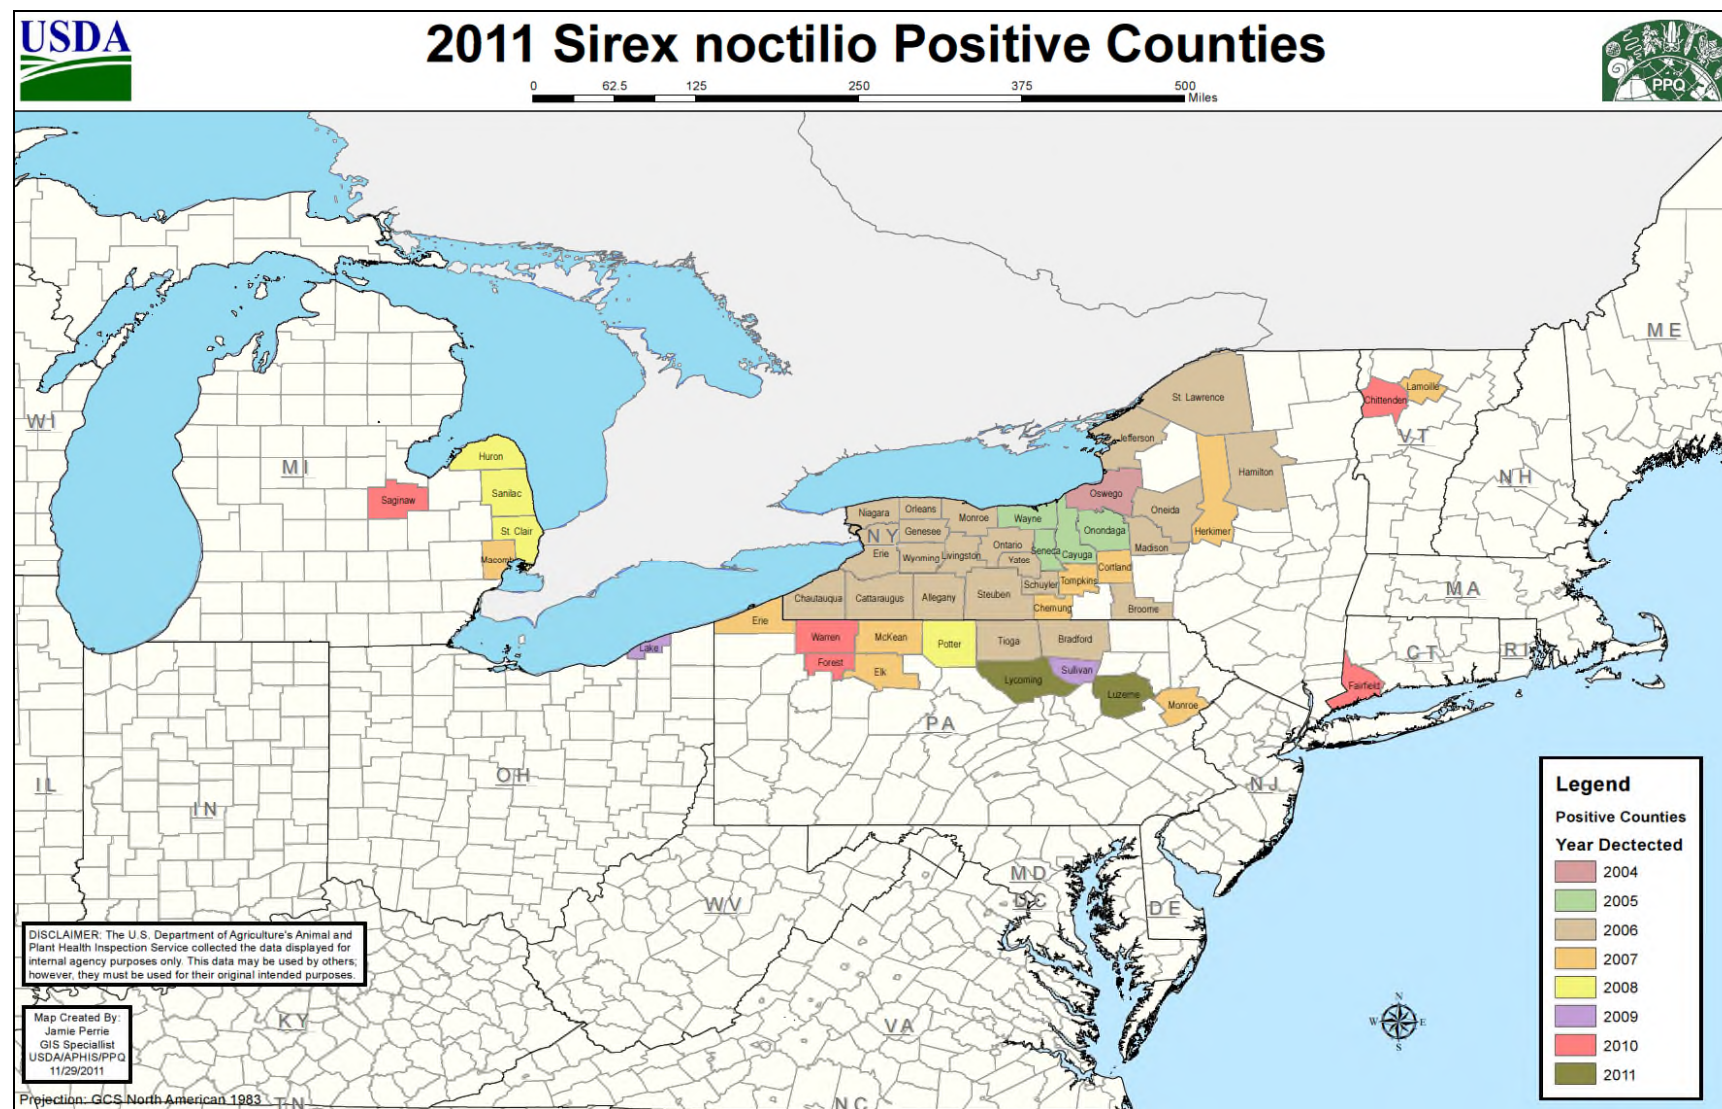 USDA
2011 Sirex noctilio Positive Counties
0 62.5 125 250 375 500
Miles
PPQ
ME
WI
MI
Huron
Sanilac
Saginaw
St. Clair
Macomb
St. Lawrence
Jefferson
Chittenden
Lamoille
VT
NH
Hamilton
Oswego
Oneida
Herkimer
Niagara
Orleans
Monroe
Wayne
Onondaga
NY
Genesee
Erie
Wyoming
Livingston
Ontario
Yates
Seneca
Cayuga
Madison
Cortland
Tompkins
Schuyler
Chautauqua
Cattaraugus
Allegany
Steuben
Chemung
Broome
MA
CT
RI
Fairfield
Erie
Warren
McKean
Potter
Tioga
Bradford
Lake
Forest
Elk
Lycoming
Sullivan
Luzerne
Monroe
PA
NJ
OH
IN
IL
MD
DC
DE
WV
VA
KY
TN
NC
Legend
Positive Counties
Year Dectected
2004
2005
2006
2007
2008
2009
2010
2011
N
W E
S
DISCLAIMER: The U.S. Department of Agriculture's Animal and
Plant Health Inspection Service collected the data displayed for
internal agency purposes only. This data may be used by others;
however, they must be used for their original intended purposes.
Map Created By:
Jamie Perrie
GIS Speciallist
USDA/APHIS/PPQ
11/29/2011
Projection: GCS North American 1983